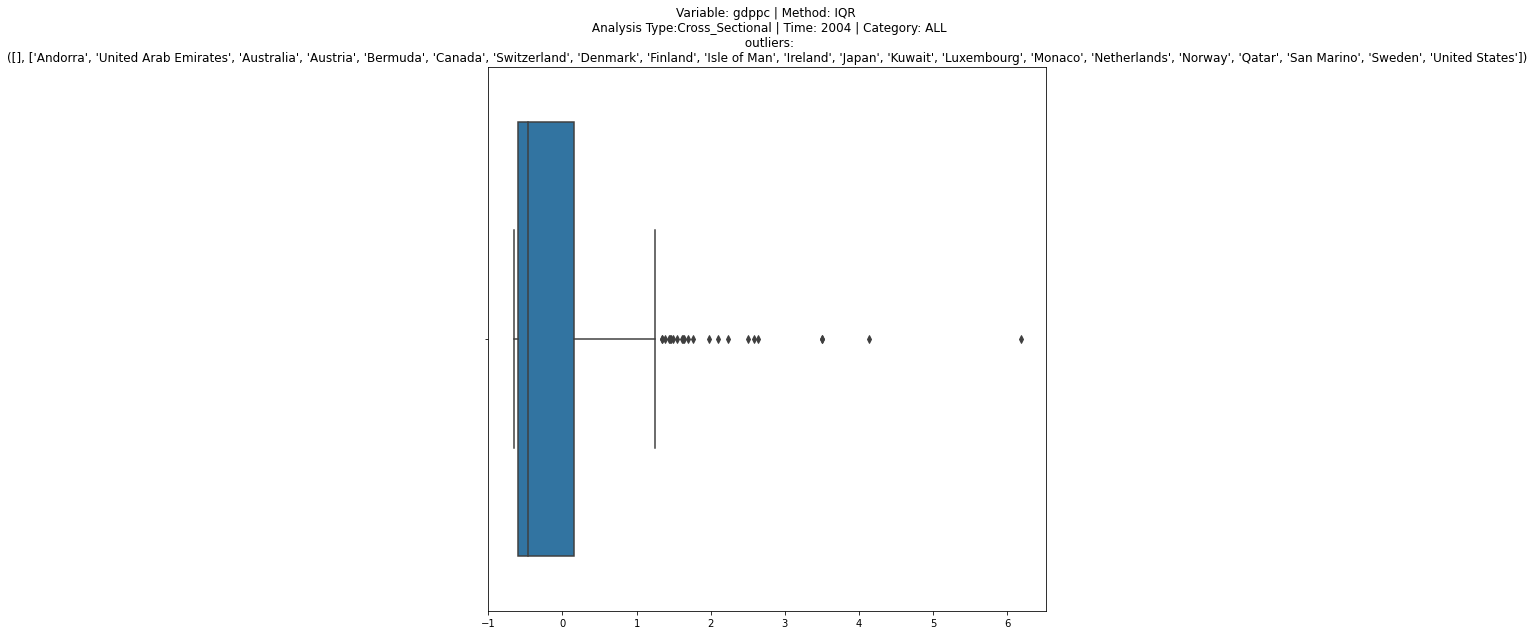 Variable: gdppc | Method: IQR
Analysis Type:Cross_Sectional | Time: 2004 | Category: ALL
outliers:
([], ['Andorra', 'United Arab Emirates', 'Australia', 'Austria', 'Bermuda', 'Canada', 'Switzerland', 'Denmark', 'Finland', 'Isle of Man', 'Ireland', 'Japan', 'Kuwait', 'Luxembourg', 'Monaco', 'Netherlands', 'Norway', 'Qatar', 'San Marino', 'Sweden', 'United States'])
−1 0 1 2 3 4 5 6